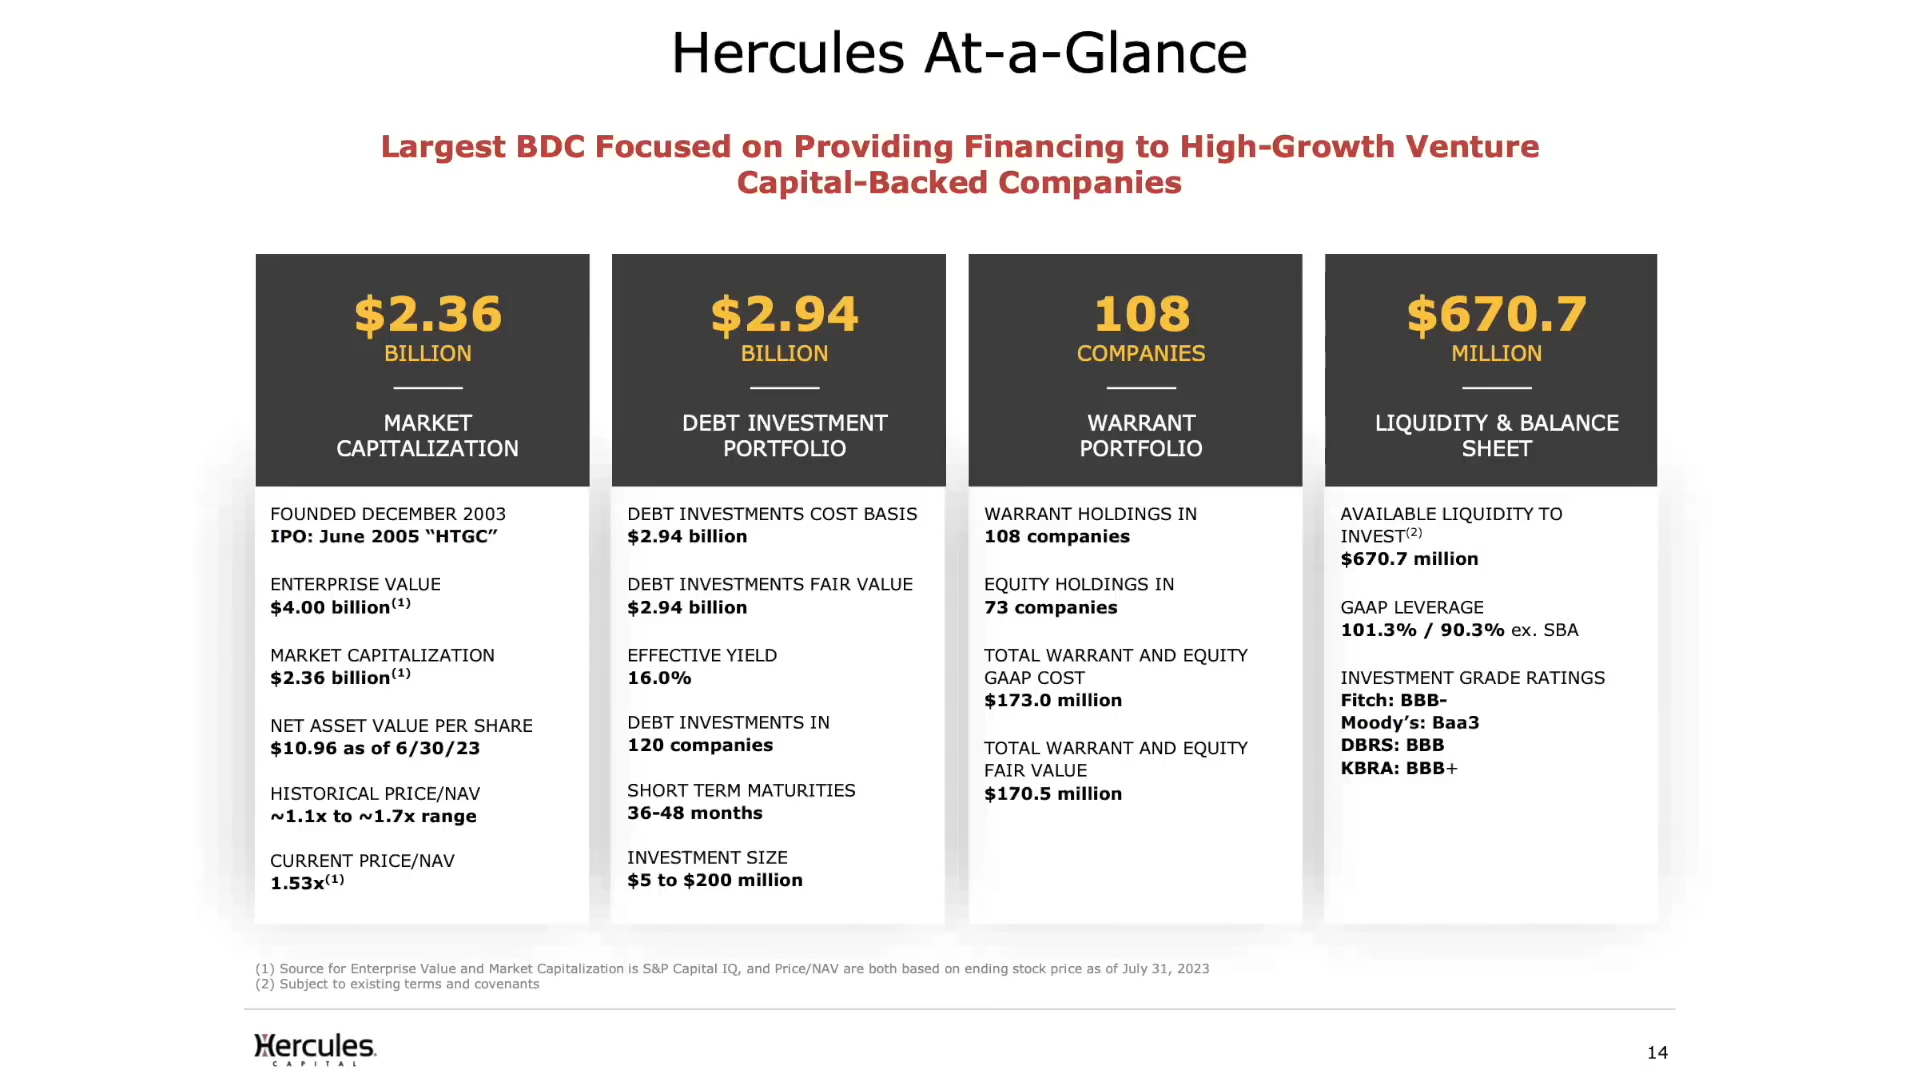 Hercules At-a-Glance
Largest BDC Focused on Providing Financing to High-Growth Venture
Capital-Backed Companies
$2.36
BILLION
MARKET
CAPITALIZATION
FOUNDED DECEMBER 2003
IPO: June 2005 “HTGC”
ENTERPRISE VALUE
$4.00 billion(1)
MARKET CAPITALIZATION
$2.36 billion(1)
NET ASSET VALUE PER SHARE
$10.96 as of 6/30/23
HISTORICAL PRICE/NAV
~1.1x to ~1.7x range
CURRENT PRICE/NAV
1.53x(1)
$2.94
BILLION
DEBT INVESTMENT
PORTFOLIO
DEBT INVESTMENTS COST BASIS
$2.94 billion
DEBT INVESTMENTS FAIR VALUE
$2.94 billion
EFFECTIVE YIELD
16.0%
DEBT INVESTMENTS IN
120 companies
SHORT TERM MATURITIES
36-48 months
INVESTMENT SIZE
$5 to $200 million
108
COMPANIES
WARRANT
PORTFOLIO
WARRANT HOLDINGS IN
108 companies
EQUITY HOLDINGS IN
73 companies
TOTAL WARRANT AND EQUITY
GAAP COST
$173.0 million
TOTAL WARRANT AND EQUITY
FAIR VALUE
$170.5 million
$670.7
MILLION
LIQUIDITY & BALANCE
SHEET
AVAILABLE LIQUIDITY TO
INVEST(2)
$670.7 million
GAAP LEVERAGE
101.3% / 90.3% ex. SBA
INVESTMENT GRADE RATINGS
Fitch: BBB-
Moody’s: Baa3
DBRS: BBB
KBRA: BBB+
(1) Source for Enterprise Value and Market Capitalization is S&P Capital IQ, and Price/NAV are both based on ending stock price as of July 31, 2023
(2) Subject to existing terms and covenants
Hercules.
CAPITAL
14